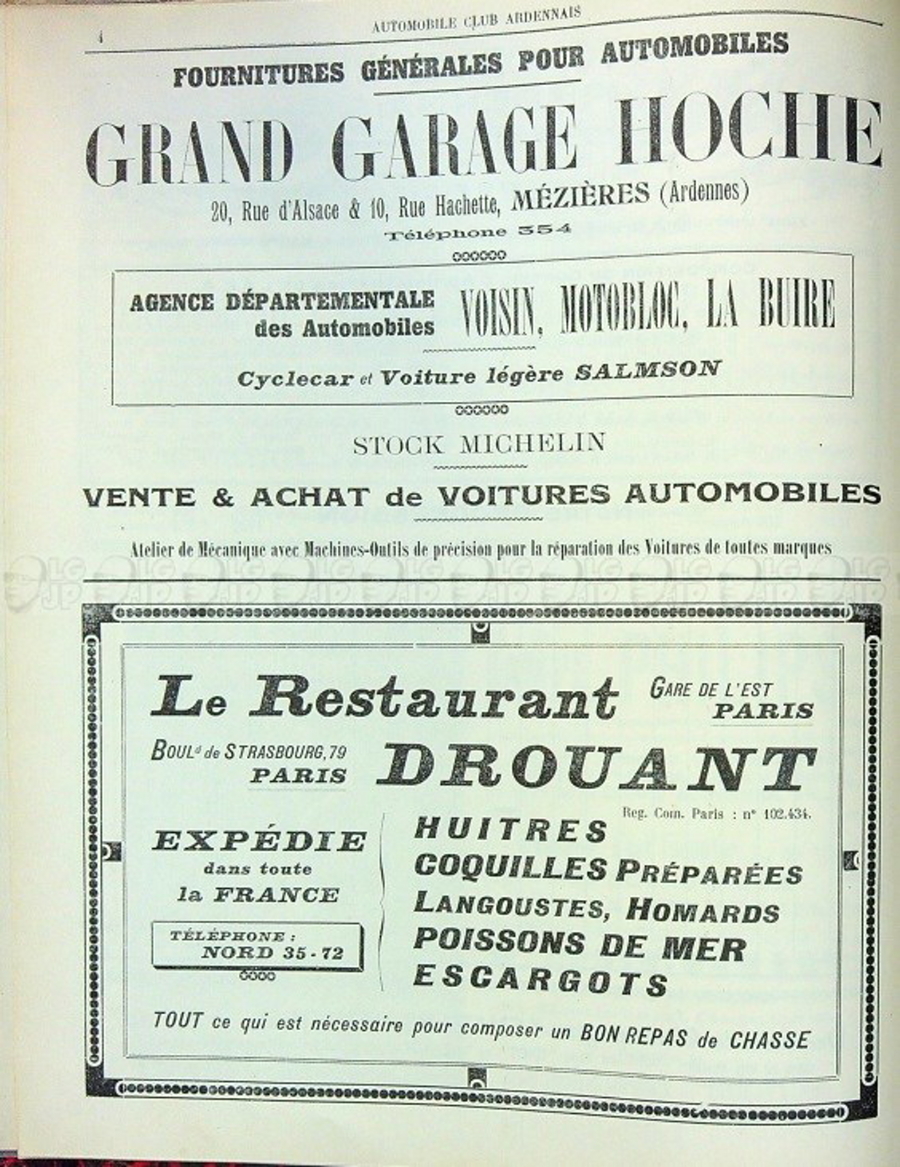 4
AUTOMOBILE CLUB ARDENNAIS
FOURNITURES GÉNÉRALES POUR AUTOMOBILES
GRAND GARAGE HOCHE
20, Rue d'Alsace & 10, Rue Hachette, MÉZIÈRES (Ardennes)
Téléphone 354
AGENCE DÉPARTEMENTALE
des Automobiles
VOISIN, MOTOBLOC, LA BUIRE
Cyclecar et Voiture légère SALMSON
STOCK MICHELIN
VENTE & ACHAT de VOITURES AUTOMOBILES
Atelier de Mécanique avec Machines-Outils de précision pour la réparation des Voitures de toutes marques
Le Restaurant
GARE DE L'EST
PARIS
BOULd de STRASBOURG, 79
PARIS
DROUANT
Reg. Com. Paris : n° 102.434.
EXPÉDIE
dans toute
la FRANCE
TÉLÉPHONE :
NORD 35-72
HUITRES
COQUILLES PRÉPARÉES
LANGOUSTES, HOMARDS
POISSONS DE MER
ESCARGOTS
TOUT ce qui est nécessaire pour composer un BON REPAS de CHASSE